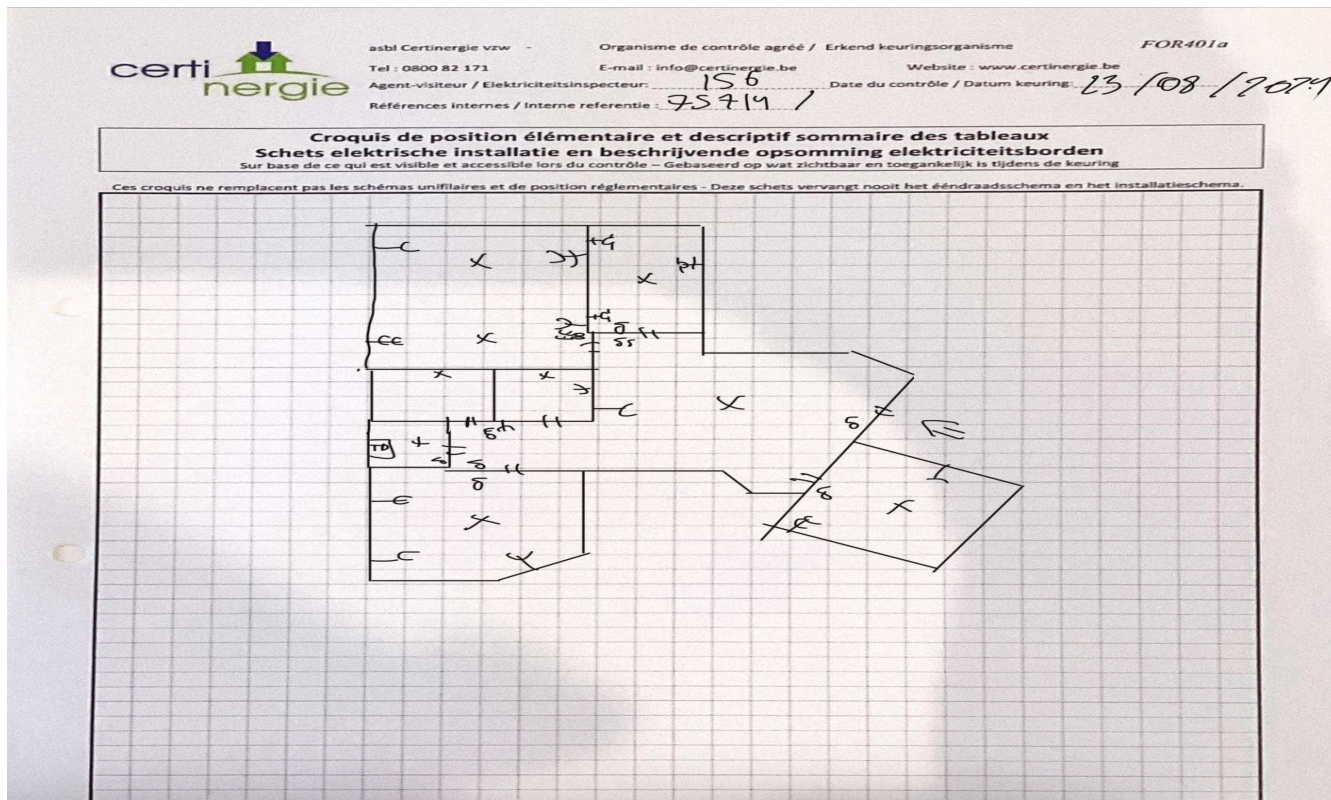 certi
nergie
asbl Certinergie vzw - Organisme de contrôle agréé / Erkend keuringsorganisme FOR401a
Tel : 0800 82 171 E-mail : info@certinergie.be Website : www.certinergie.be
Agent-visiteur / Elektriciteitsinspecteur: 156 Date du contrôle / Datum keuring: 23/08/2024
Références internes / Interne referentie : 75714 /
Croquis de position élémentaire et descriptif sommaire des tableaux
Schets elektrische installatie en beschrijvende opsomming elektriciteitsborden
Sur base de ce qui est visible et accessible lors du contrôle – Gebaseerd op wat zichtbaar en toegankelijk is tijdens de keuring
Ces croquis ne remplacent pas les schémas unifilaires et de position réglementaires - Deze schets vervangt nooit het ééndraadsschema en het installatieschema.
TD